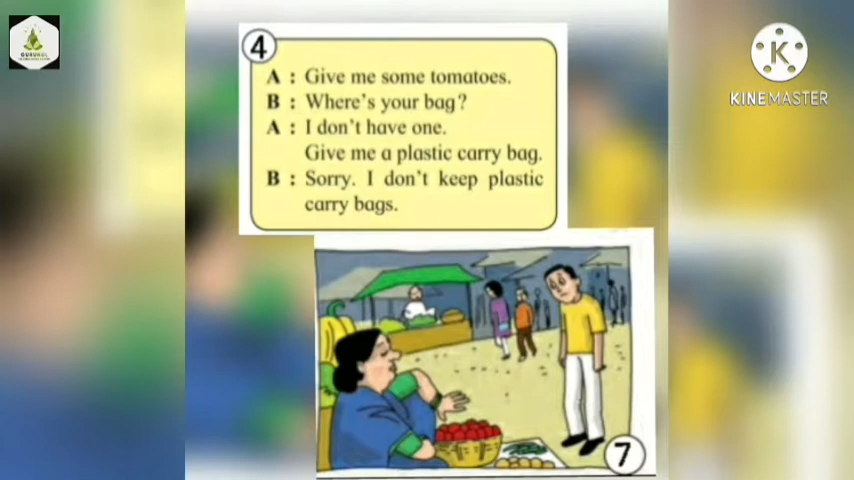 GURUKUL
4
A : Give me some tomatoes.
B : Where's your bag?
A : I don't have one.
Give me a plastic carry bag.
B : Sorry. I don't keep plastic
carry bags.
7
K
KINEMASTER